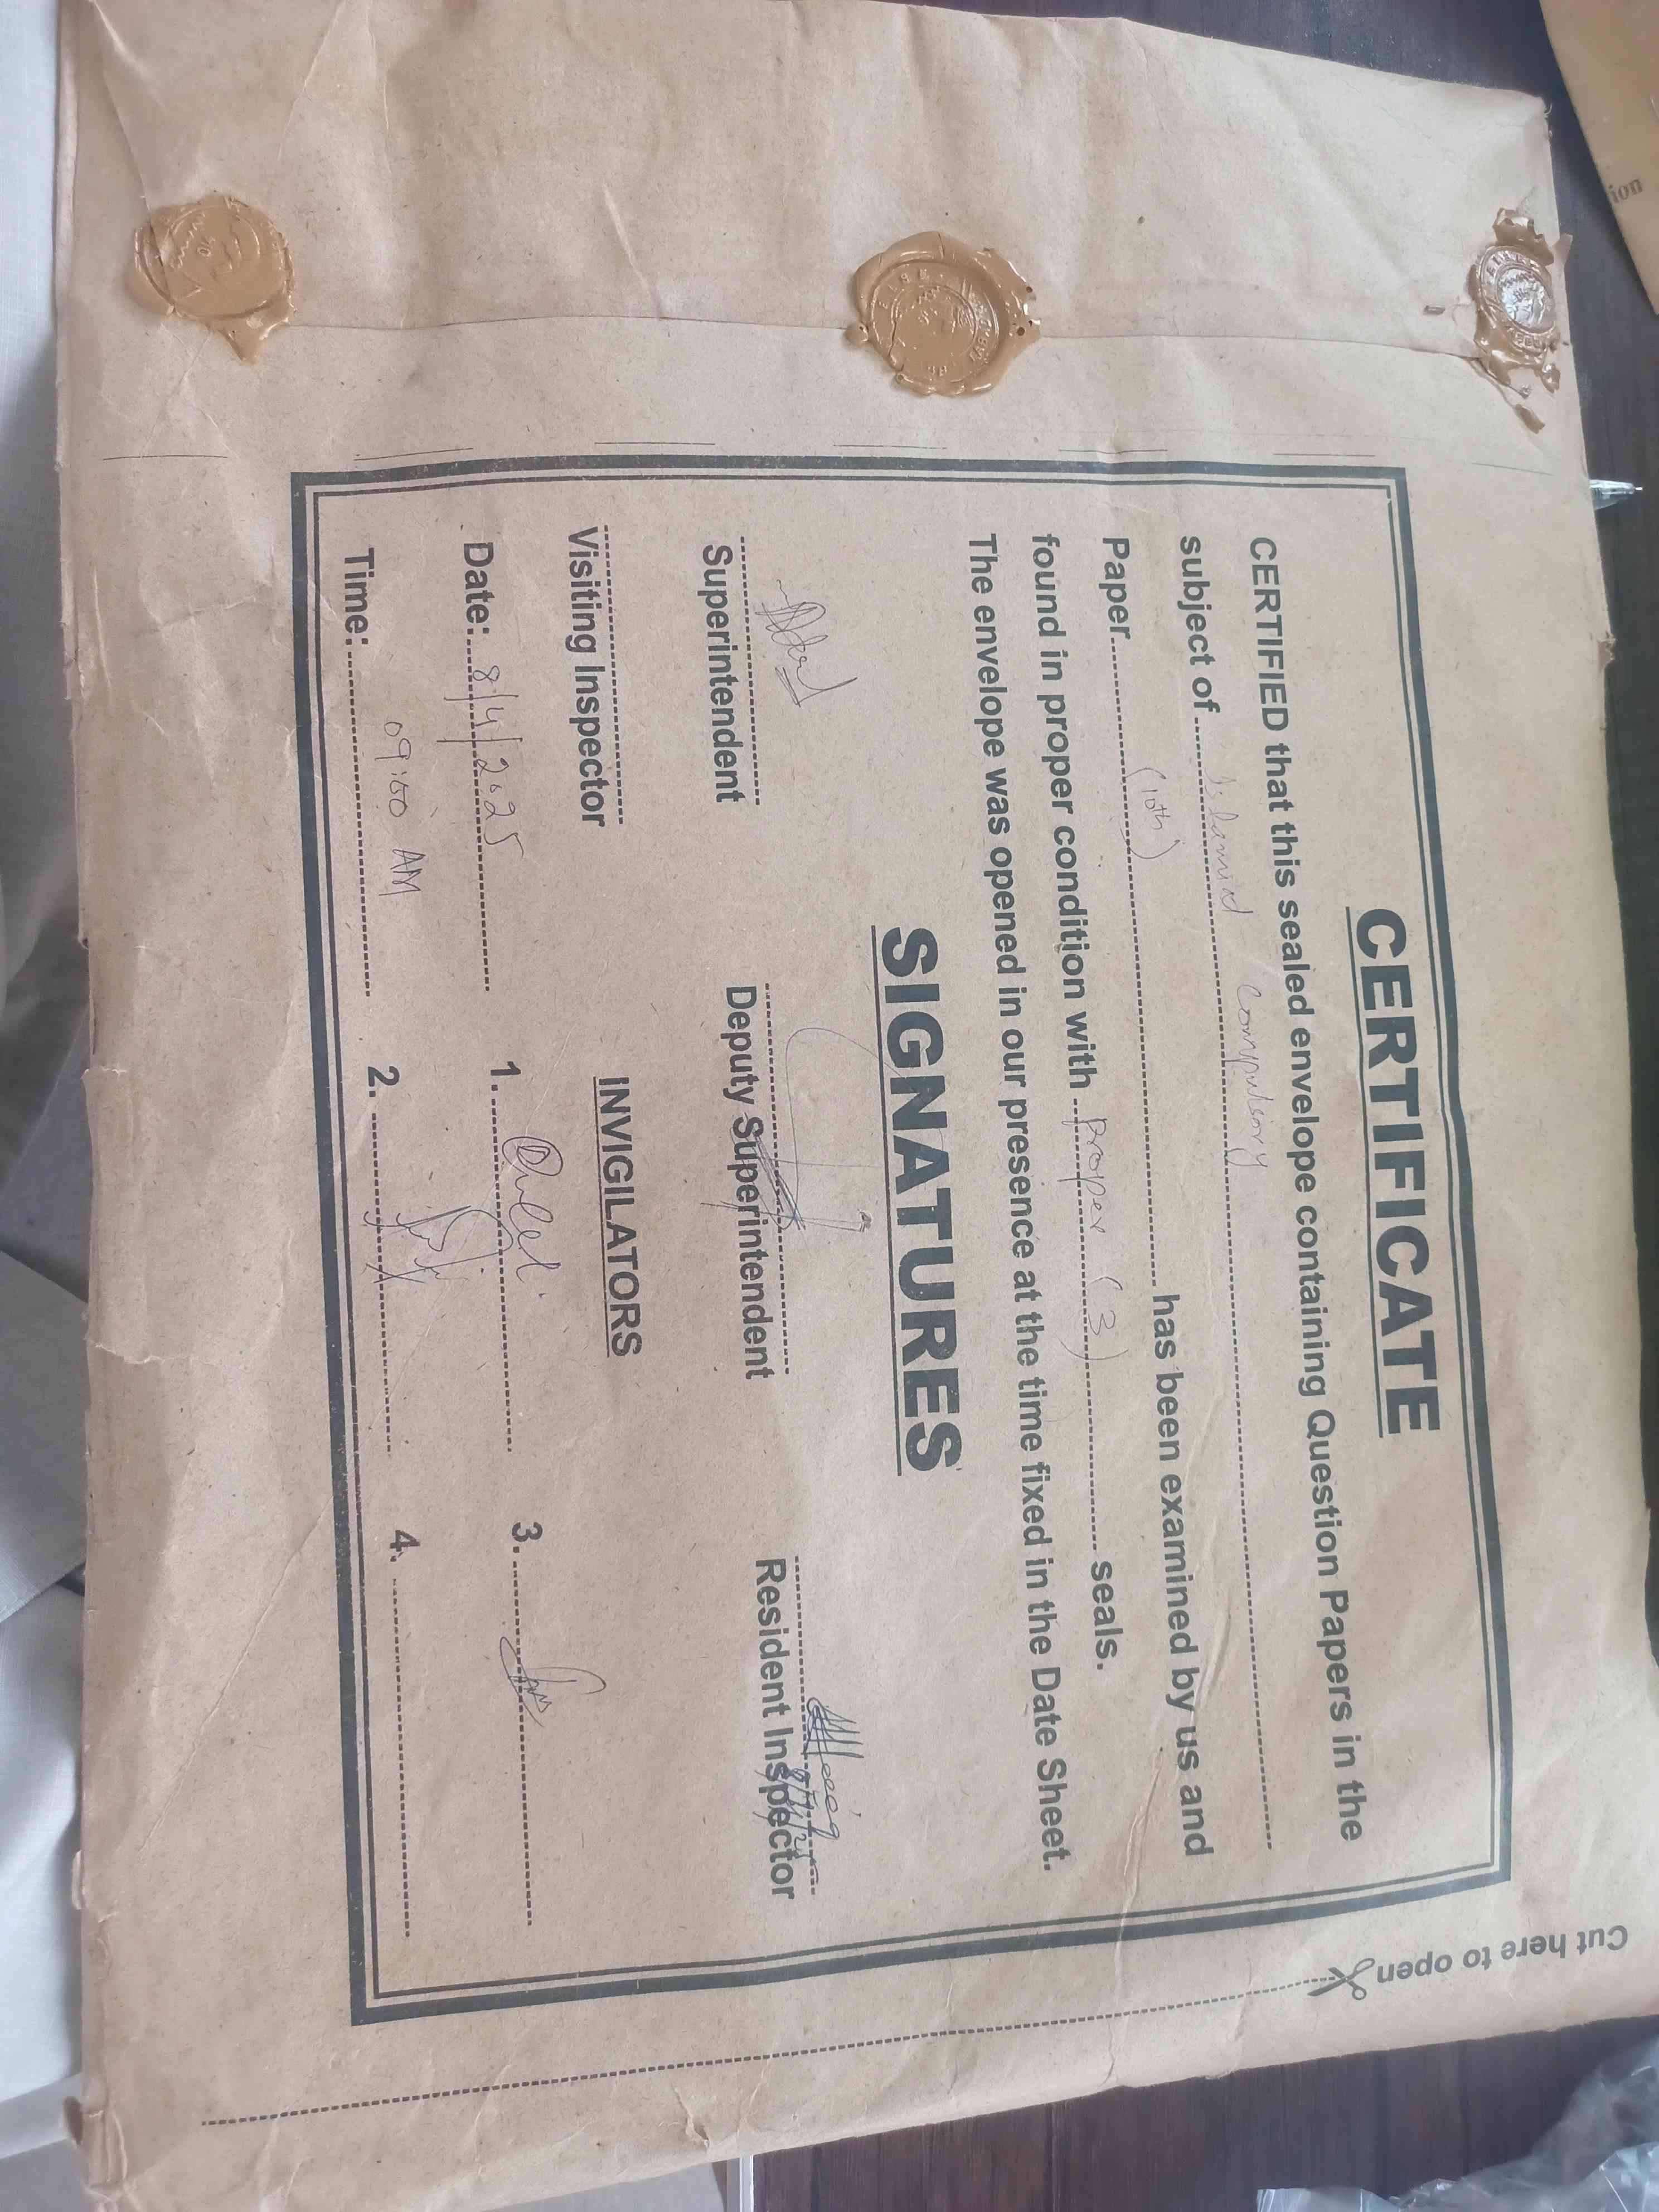 CERTIFICATE
CERTIFIED that this sealed envelope containing Question Papers in the
subject of Islamiat Compulsory
Paper (10th) has been examined by us and
found in proper condition with proper (3) seals.
The envelope was opened in our presence at the time fixed in the Date Sheet.
SIGNATURES
Superintendent Deputy Superintendent Resident Inspector
Visiting Inspector
INVIGILATORS
Date: 8/4/2025 1. 3.
Time: 09:00 AM 2. 4.
Cut here to open
ion